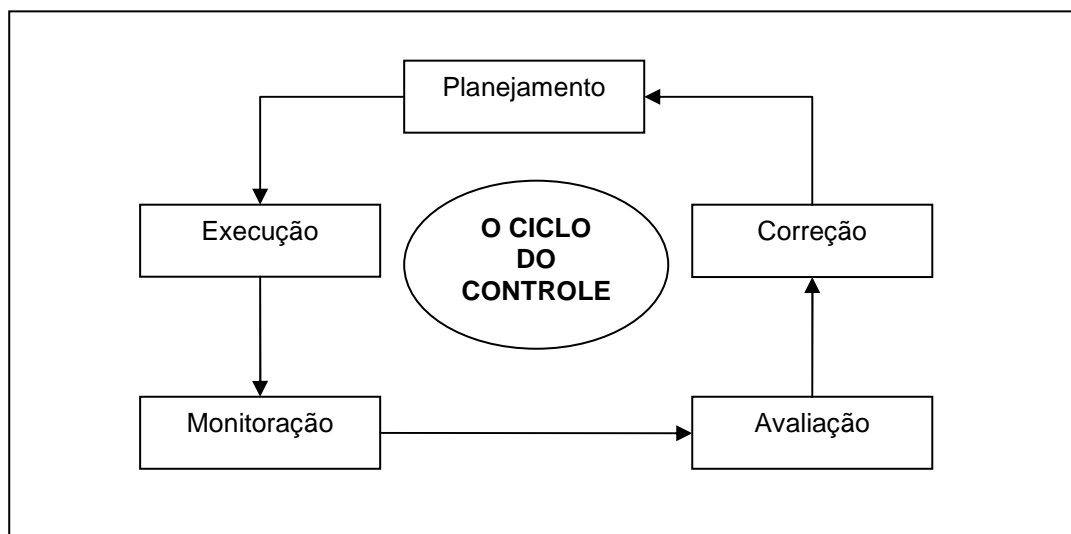 Planejamento
Execução
O CICLO
DO
CONTROLE
Correção
Monitoração
Avaliação